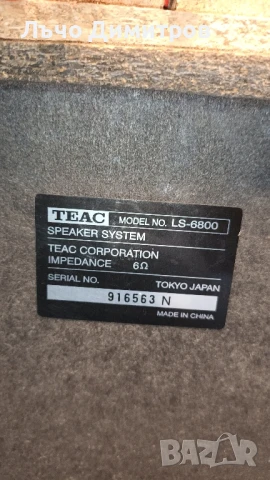 Лъчо Димитров
TEAC MODEL NO. LS-6800
SPEAKER SYSTEM
TEAC CORPORATION
IMPEDANCE 6Ω
SERIAL NO. TOKYO JAPAN
916563 N
MADE IN CHINA
BAZAR
bg